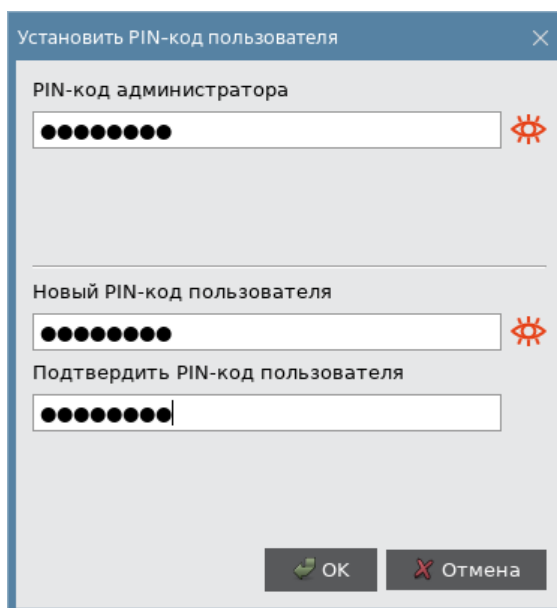 Установить PIN-код пользователя
PIN-код администратора
●●●●●●●●
Новый PIN-код пользователя
●●●●●●●●
Подтвердить PIN-код пользователя
●●●●●●●●
OK
Отмена